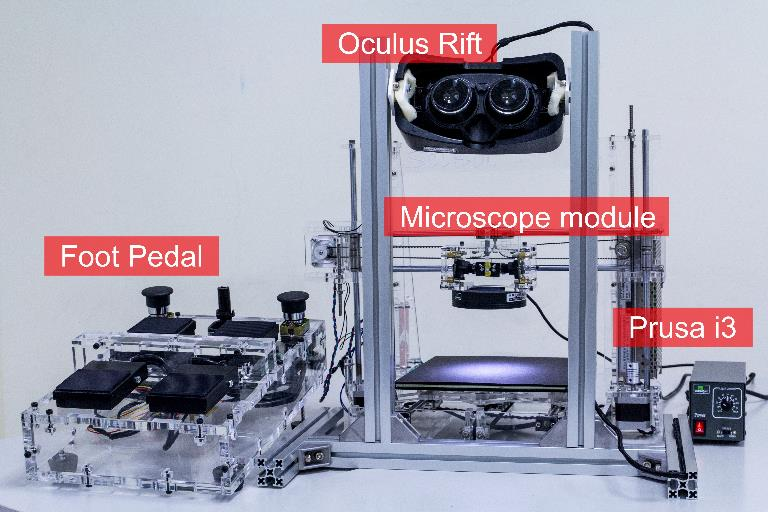 Oculus Rift
Microscope module
Foot Pedal
Prusa i3